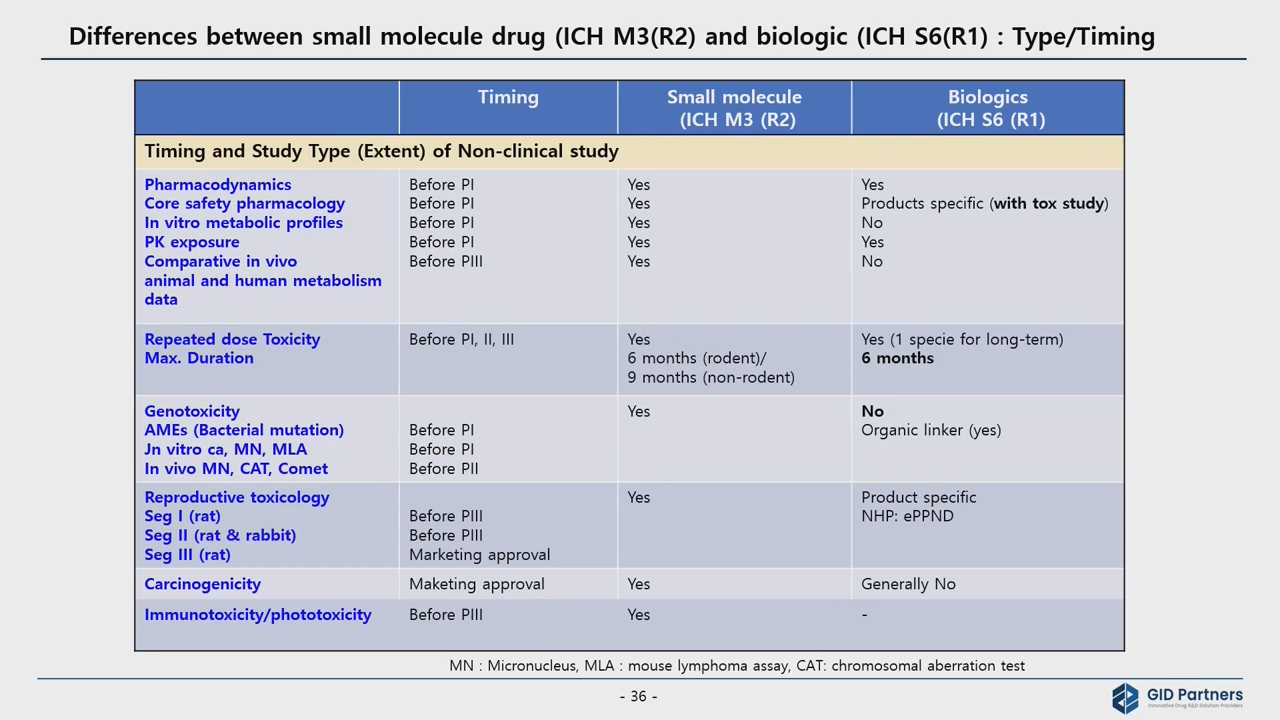 Differences between small molecule drug (ICH M3(R2) and biologic (ICH S6(R1) : Type/Timing
Timing
Small molecule
(ICH M3 (R2)
Biologics
(ICH S6 (R1)
Timing and Study Type (Extent) of Non-clinical study
Pharmacodynamics Before PI Yes Yes
Core safety pharmacology Before PI Yes Products specific (with tox study)
In vitro metabolic profiles Before PI Yes No
PK exposure Before PI Yes Yes
Comparative in vivo Before PIII Yes No
animal and human metabolism
data
Repeated dose Toxicity Before PI, II, III Yes Yes (1 specie for long-term)
Max. Duration 6 months (rodent)/ 6 months
9 months (non-rodent)
Genotoxicity Yes No
AMEs (Bacterial mutation) Before PI Organic linker (yes)
Jn vitro ca, MN, MLA Before PI
In vivo MN, CAT, Comet Before PII
Reproductive toxicology Yes Product specific
Seg I (rat) Before PIII NHP: ePPND
Seg II (rat & rabbit) Before PIII
Seg III (rat) Marketing approval
Carcinogenicity Maketing approval Yes Generally No
Immunotoxicity/phototoxicity Before PIII Yes -
MN : Micronucleus, MLA : mouse lymphoma assay, CAT: chromosomal aberration test
- 36 -
GID Partners
Innovative Drug R&D Solution Providers